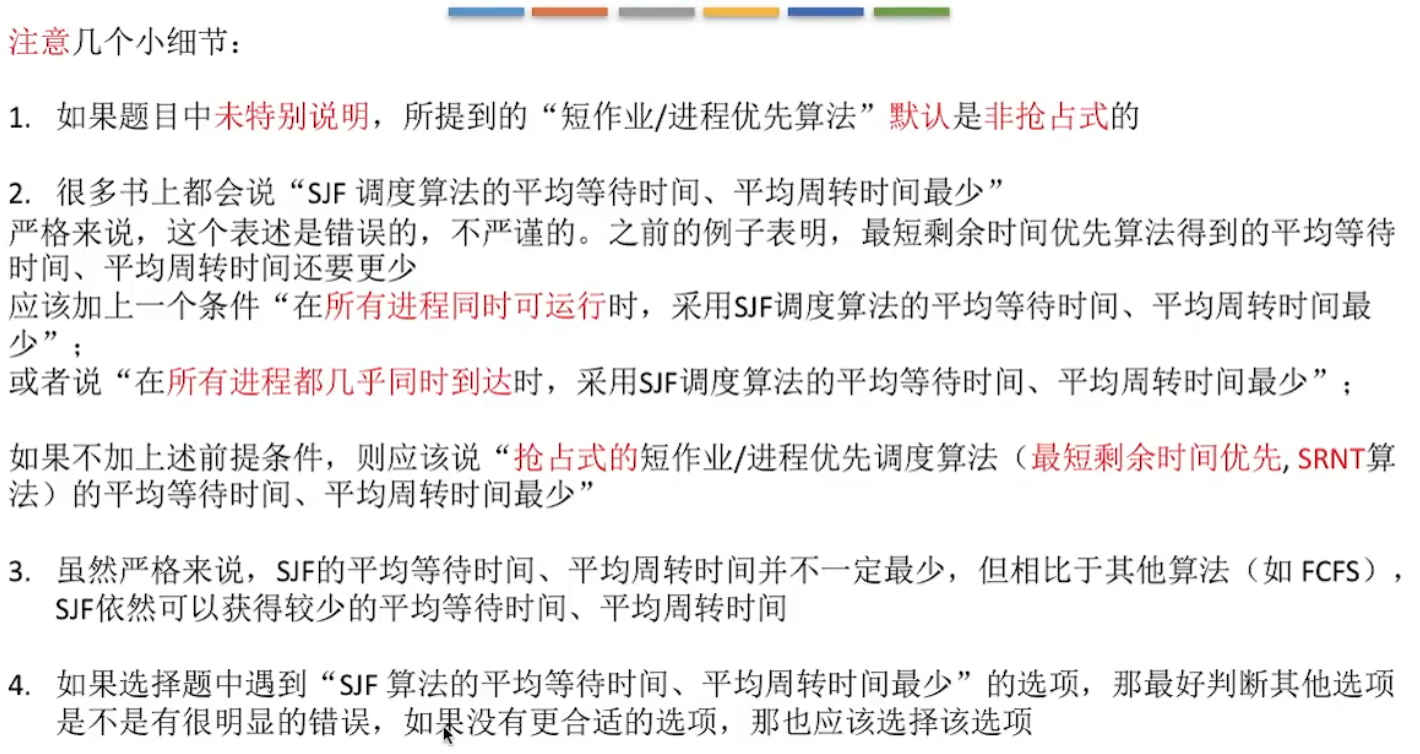 注意几个小细节：
1. 如果题目中未特别说明，所提到的“短作业/进程优先算法”默认是非抢占式的
2. 很多书上都会说“SJF 调度算法的平均等待时间、平均周转时间最少”
严格来说，这个表述是错误的，不严谨的。之前的例子表明，最短剩余时间优先算法得到的平均等待
时间、平均周转时间还要更少
应该加上一个条件“在所有进程同时可运行时，采用SJF调度算法的平均等待时间、平均周转时间最
少”；
或者说“在所有进程都几乎同时到达时，采用SJF调度算法的平均等待时间、平均周转时间最少”；
如果不加上述前提条件，则应该说“抢占式的短作业/进程优先调度算法（最短剩余时间优先, SRNT算
法）的平均等待时间、平均周转时间最少”
3. 虽然严格来说，SJF的平均等待时间、平均周转时间并不一定最少，但相比于其他算法（如 FCFS），
SJF依然可以获得较少的平均等待时间、平均周转时间
4. 如果选择题中遇到“SJF 算法的平均等待时间、平均周转时间最少”的选项，那最好判断其他选项
是不是有很明显的错误，如果没有更合适的选项，那也应该选择该选项